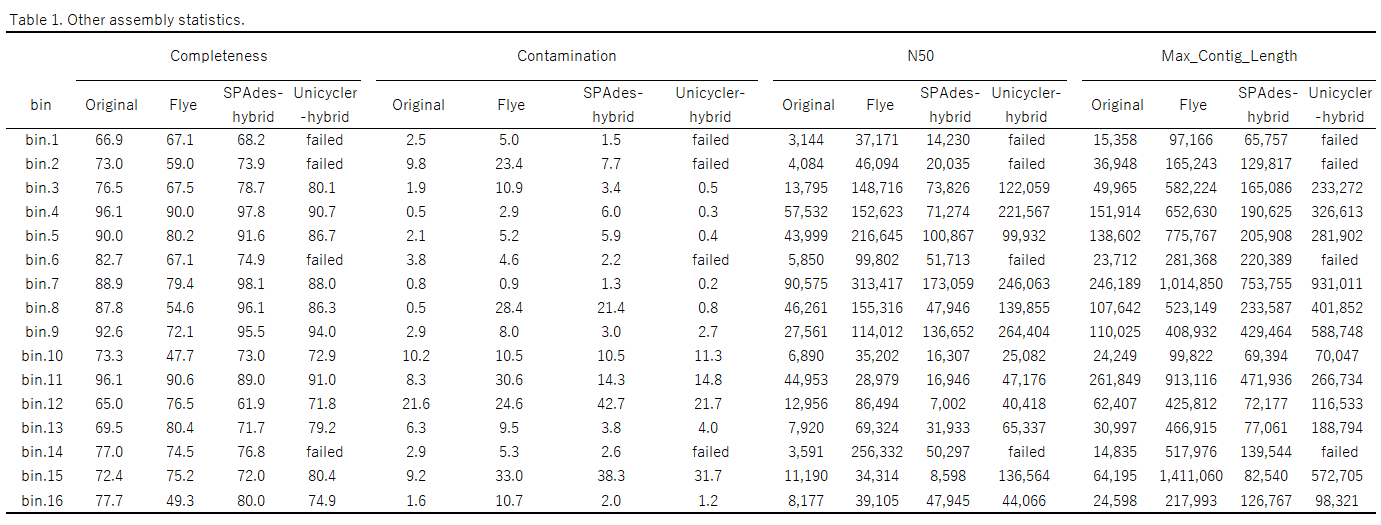 Table 1. Other assembly statistics.
Completeness Contamination N50 Max_Contig_Length
bin Original Flye SPAdes-hybrid Unicycler-hybrid Original Flye SPAdes-hybrid Unicycler-hybrid Original Flye SPAdes-hybrid Unicycler-hybrid Original Flye SPAdes-hybrid Unicycler-hybrid
bin.1 66.9 67.1 68.2 failed 2.5 5.0 1.5 failed 3,144 37,171 14,230 failed 15,358 97,166 65,757 failed
bin.2 73.0 59.0 73.9 failed 9.8 23.4 7.7 failed 4,084 46,094 20,035 failed 36,948 165,243 129,817 failed
bin.3 76.5 67.5 78.7 80.1 1.9 10.9 3.4 0.5 13,795 148,716 73,826 122,059 49,965 582,224 165,086 233,272
bin.4 96.1 90.0 97.8 90.7 0.5 2.9 6.0 0.3 57,532 152,623 71,274 221,567 151,914 652,630 190,625 326,613
bin.5 90.0 80.2 91.6 86.7 2.1 5.2 5.9 0.4 43,999 216,645 100,867 99,932 138,602 775,767 205,908 281,902
bin.6 82.7 67.1 74.9 failed 3.8 4.6 2.2 failed 5,850 99,802 51,713 failed 23,712 281,368 220,389 failed
bin.7 88.9 79.4 98.1 88.0 0.8 0.9 1.3 0.2 90,575 313,417 173,059 246,063 246,189 1,014,850 753,755 931,011
bin.8 87.8 54.6 96.1 86.3 0.5 28.4 21.4 0.8 46,261 155,316 47,946 139,855 107,642 523,149 233,587 401,852
bin.9 92.6 72.1 95.5 94.0 2.9 8.0 3.0 2.7 27,561 114,012 136,652 264,404 110,025 408,932 429,464 588,748
bin.10 73.3 47.7 73.0 72.9 10.2 10.5 10.5 11.3 6,890 35,202 16,307 25,082 24,249 99,822 69,394 70,047
bin.11 96.1 90.6 89.0 91.0 8.3 30.6 14.3 14.8 44,953 28,979 16,946 47,176 261,849 913,116 471,936 266,734
bin.12 65.0 76.5 61.9 71.8 21.6 24.6 42.7 21.7 12,956 86,494 7,002 40,418 62,407 425,812 72,177 116,533
bin.13 69.5 80.4 71.7 79.2 6.3 9.5 3.8 4.0 7,920 69,324 31,933 65,337 30,997 466,915 77,061 188,794
bin.14 77.0 74.5 76.8 failed 2.9 5.3 2.6 failed 3,591 256,332 50,297 failed 14,835 517,976 139,544 failed
bin.15 72.4 75.2 72.0 80.4 9.2 33.0 38.3 31.7 11,190 34,314 8,598 136,564 64,195 1,411,060 82,540 572,705
bin.16 77.7 49.3 80.0 74.9 1.6 10.7 2.0 1.2 8,177 39,105 47,945 44,066 24,598 217,993 126,767 98,321